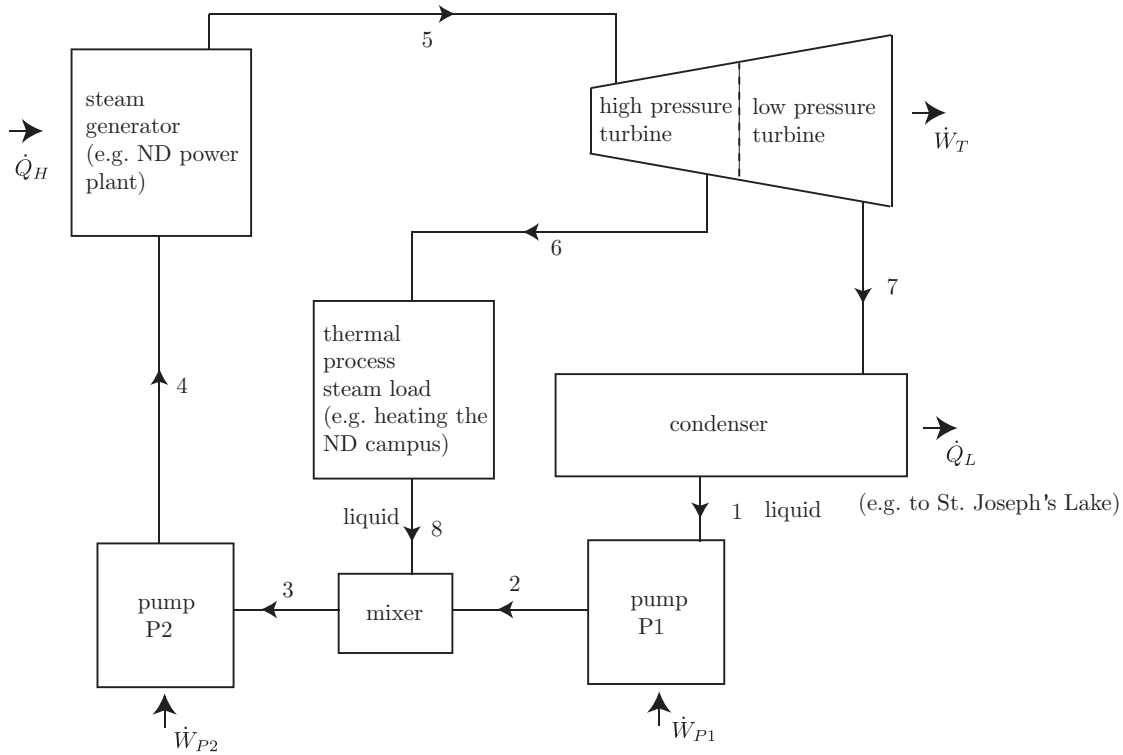 5
steam
generator
(e.g. ND power
plant)
Q̇_H
high pressure
turbine
low pressure
turbine
Ẇ_T
6
7
thermal
process
steam load
(e.g. heating the
ND campus)
4
condenser
Q̇_L
(e.g. to St. Joseph's Lake)
1 liquid
liquid
8
3
2
pump
P2
mixer
pump
P1
Ẇ_P2
Ẇ_P1